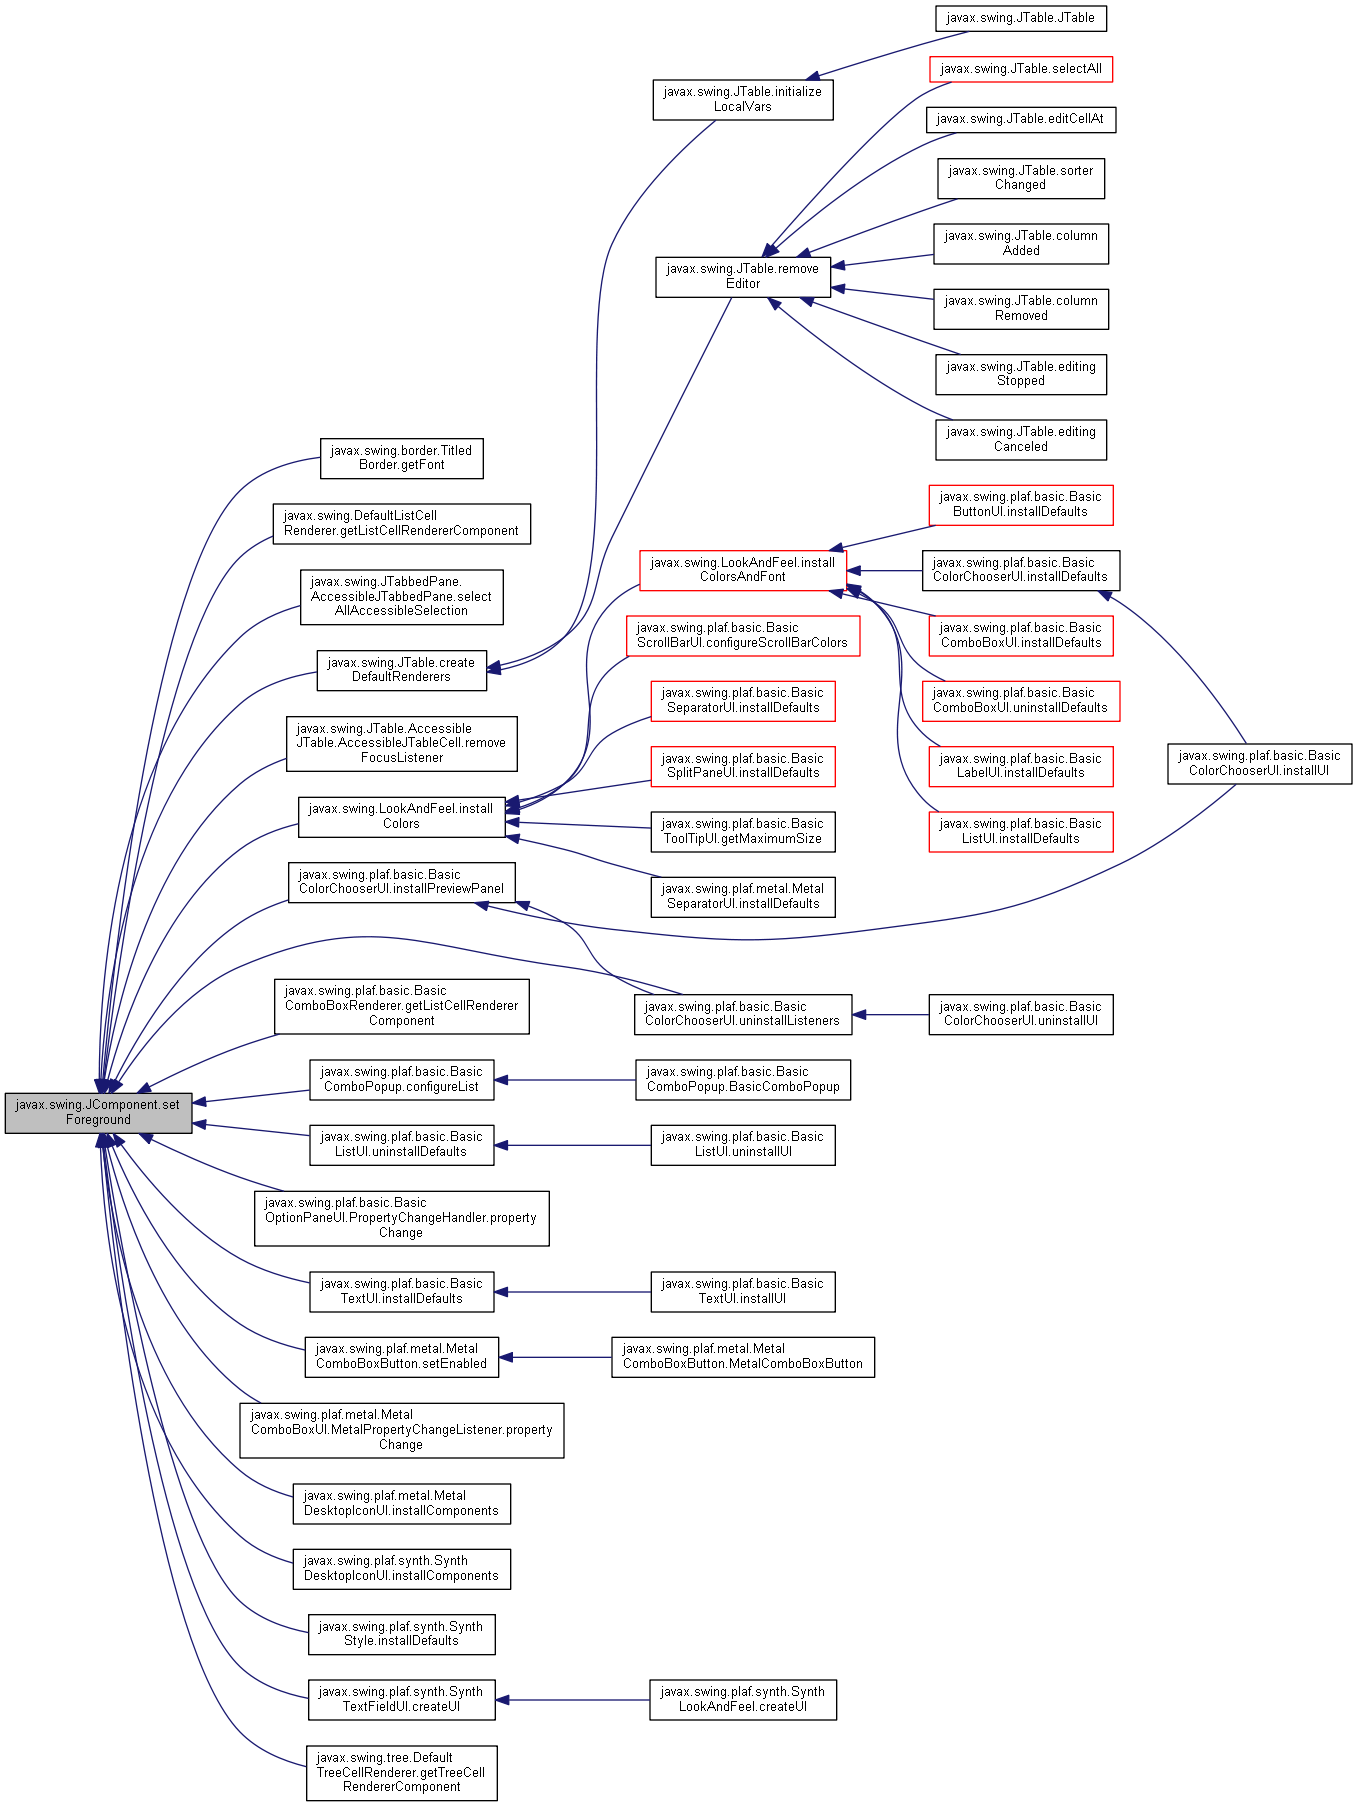 javax.swing.JTable.JTable
javax.swing.JTable.selectAll
javax.swing.JTable.initialize
LocalVars
javax.swing.JTable.editCellAt
javax.swing.JTable.sorter
Changed
javax.swing.JTable.column
Added
javax.swing.JTable.remove
Editor
javax.swing.JTable.column
Removed
javax.swing.JTable.editing
Stopped
javax.swing.JTable.editing
Canceled
javax.swing.border.Titled
Border.getFont
javax.swing.DefaultListCell
Renderer.getListCellRendererComponent
javax.swing.JTabbedPane.
AccessibleJTabbedPane.select
AllAccessibleSelection
javax.swing.JTable.create
DefaultRenderers
javax.swing.JTable.Accessible
JTable.AccessibleJTableCell.remove
FocusListener
javax.swing.LookAndFeel.install
Colors
javax.swing.plaf.basic.Basic
ColorChooserUI.installPreviewPanel
javax.swing.LookAndFeel.install
ColorsAndFont
javax.swing.plaf.basic.Basic
ScrollBarUI.configureScrollBarColors
javax.swing.plaf.basic.Basic
SeparatorUI.installDefaults
javax.swing.plaf.basic.Basic
SplitPaneUI.installDefaults
javax.swing.plaf.basic.Basic
ToolTipUI.getMaximumSize
javax.swing.plaf.metal.Metal
SeparatorUI.installDefaults
javax.swing.plaf.basic.Basic
ButtonUI.installDefaults
javax.swing.plaf.basic.Basic
ColorChooserUI.installDefaults
javax.swing.plaf.basic.Basic
ComboBoxUI.installDefaults
javax.swing.plaf.basic.Basic
ComboBoxUI.uninstallDefaults
javax.swing.plaf.basic.Basic
LabelUI.installDefaults
javax.swing.plaf.basic.Basic
ListUI.installDefaults
javax.swing.plaf.basic.Basic
ColorChooserUI.installUI
javax.swing.plaf.basic.Basic
ComboBoxRenderer.getListCellRenderer
Component
javax.swing.plaf.basic.Basic
ColorChooserUI.uninstallListeners
javax.swing.plaf.basic.Basic
ColorChooserUI.uninstallUI
javax.swing.plaf.basic.Basic
ComboPopup.configureList
javax.swing.plaf.basic.Basic
ComboPopup.BasicComboPopup
javax.swing.JComponent.set
Foreground
javax.swing.plaf.basic.Basic
ListUI.uninstallDefaults
javax.swing.plaf.basic.Basic
ListUI.uninstallUI
javax.swing.plaf.basic.Basic
OptionPaneUI.PropertyChangeHandler.property
Change
javax.swing.plaf.basic.Basic
TextUI.installDefaults
javax.swing.plaf.basic.Basic
TextUI.installUI
javax.swing.plaf.metal.Metal
ComboBoxButton.setEnabled
javax.swing.plaf.metal.Metal
ComboBoxButton.MetalComboBoxButton
javax.swing.plaf.metal.Metal
ComboBoxUI.MetalPropertyChangeListener.property
Change
javax.swing.plaf.metal.Metal
DesktopIconUI.installComponents
javax.swing.plaf.synth.Synth
DesktopIconUI.installComponents
javax.swing.plaf.synth.Synth
Style.installDefaults
javax.swing.plaf.synth.Synth
TextFieldUI.createUI
javax.swing.plaf.synth.Synth
LookAndFeel.createUI
javax.swing.tree.Default
TreeCellRenderer.getTreeCell
RendererComponent